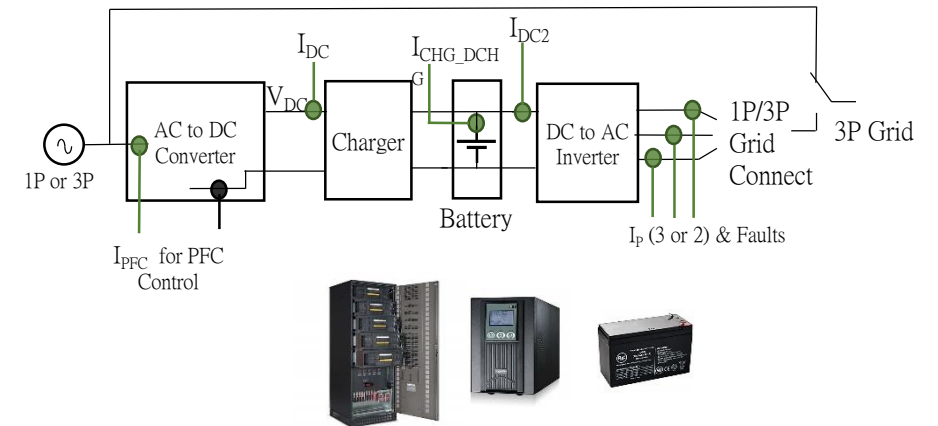 I_DC
I_CHG_DCH
G
I_DC2
V_DC
AC to DC
Converter
Charger
DC to AC
Inverter
1P/3P
Grid
Connect
3P Grid
1P or 3P
Battery
I_P (3 or 2) & Faults
I_PFC for PFC
Control